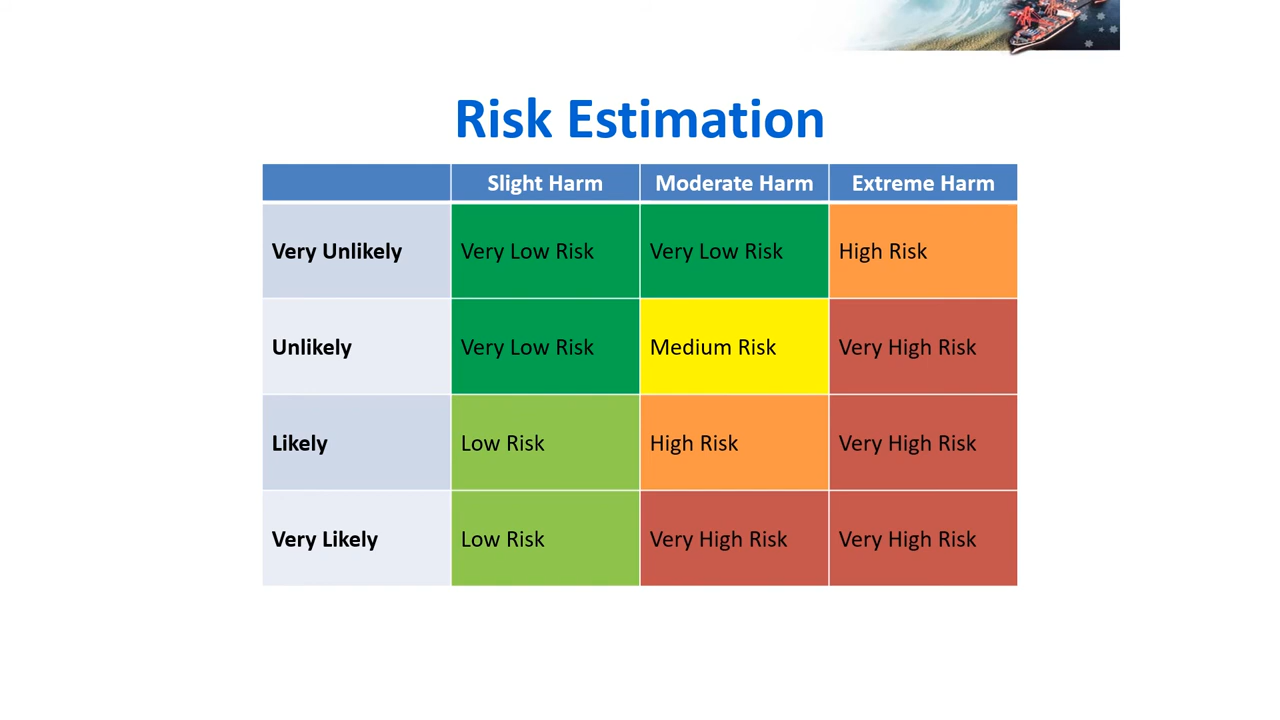 Risk Estimation
Slight Harm Moderate Harm Extreme Harm
Very Unlikely Very Low Risk Very Low Risk High Risk
Unlikely Very Low Risk Medium Risk Very High Risk
Likely Low Risk High Risk Very High Risk
Very Likely Low Risk Very High Risk Very High Risk